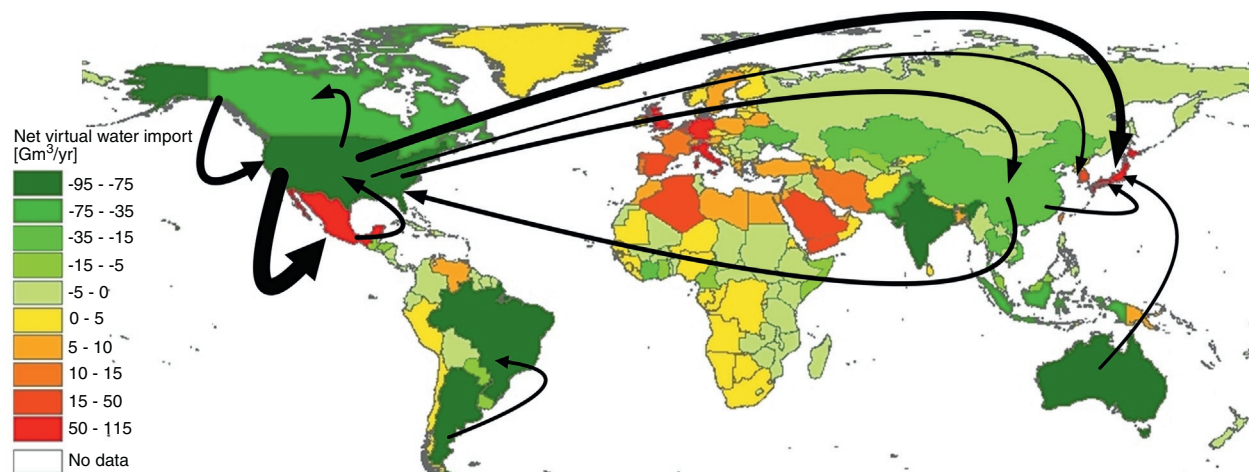 Net virtual water import
[Gm³/yr]
-95 - -75
-75 - -35
-35 - -15
-15 - -5
-5 - 0
0 - 5
5 - 10
10 - 15
15 - 50
50 - 115
No data